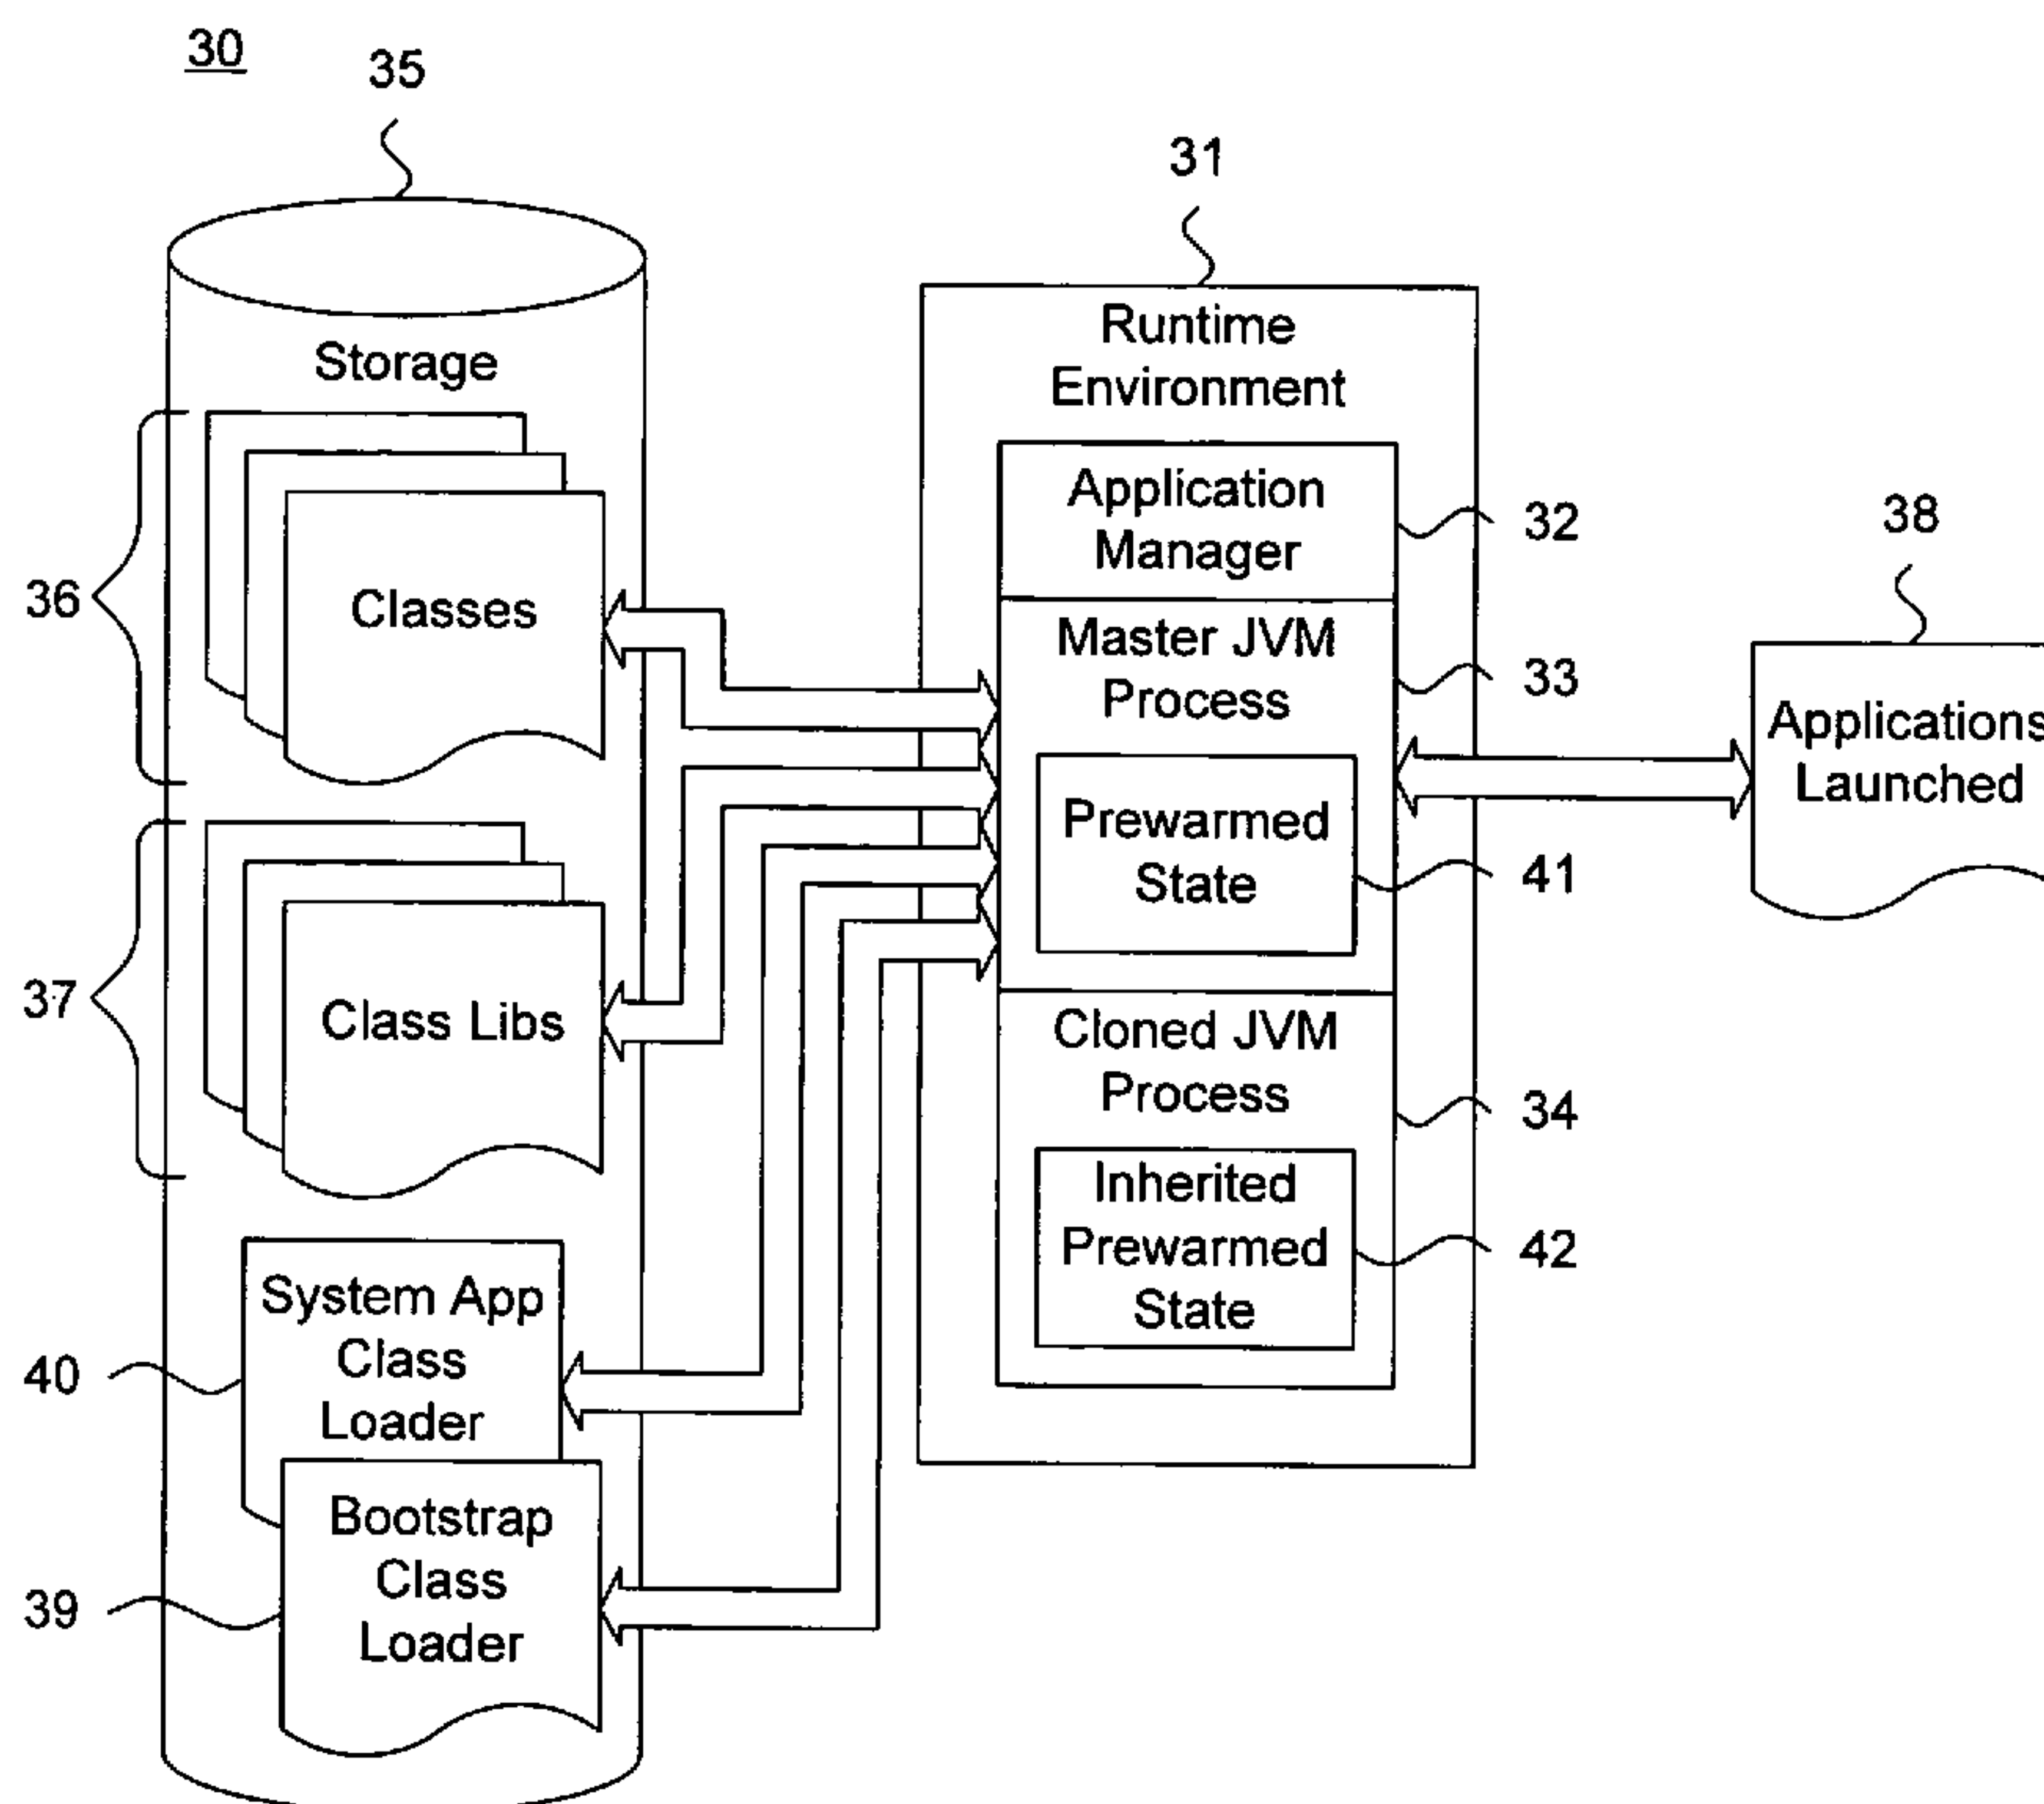 30
35
31
Storage
Runtime
Environment
Application
Manager
32
38
36
Classes
Master JVM
Process
33
Applications
Launched
Prewarmed
State
41
37
Class Libs
Cloned JVM
Process
34
Inherited
Prewarmed
State
42
System App
Class
Loader
40
Bootstrap
Class
Loader
39